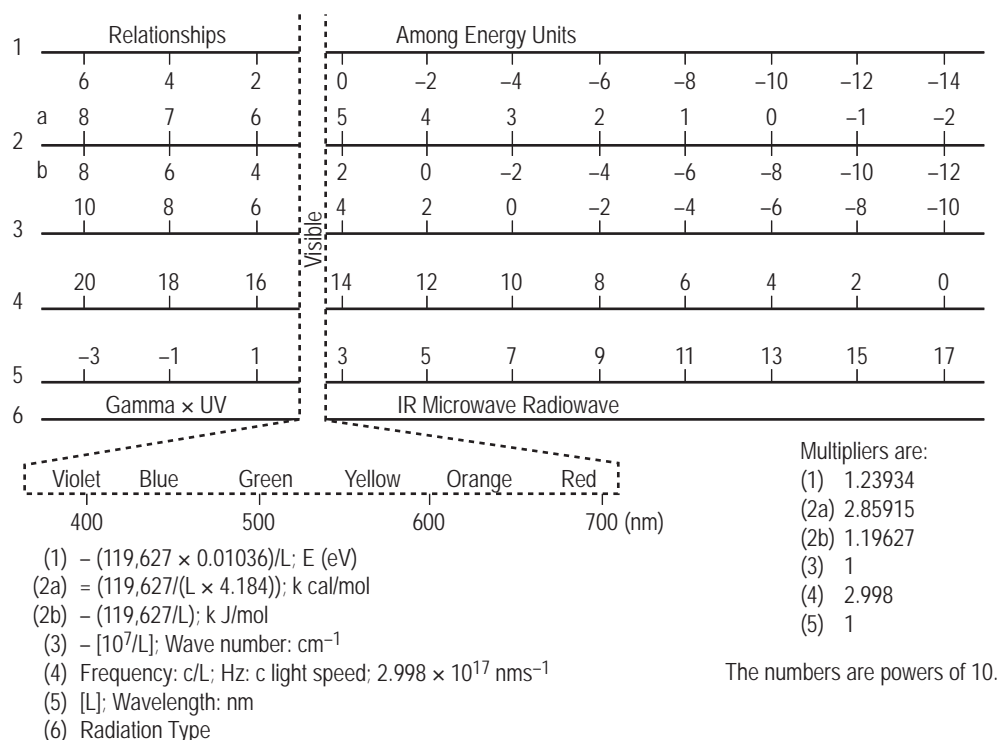 Relationships Among Energy Units
1
6 4 2 0 –2 –4 –6 –8 –10 –12 –14
a 8 7 6 5 4 3 2 1 0 –1 –2
2
b 8 6 4 2 0 –2 –4 –6 –8 –10 –12
10 8 6 4 2 0 –2 –4 –6 –8 –10
3
Visible
20 18 16 14 12 10 8 6 4 2 0
4
–3 –1 1 3 5 7 9 11 13 15 17
5
Gamma × UV IR Microwave Radiowave
6
Violet Blue Green Yellow Orange Red
400 500 600 700 (nm)
(1) – (119,627 × 0.01036)/L; E (eV)
(2a) = (119,627/(L × 4.184)); k cal/mol
(2b) – (119,627/L); k J/mol
(3) – [10⁷/L]; Wave number: cm⁻¹
(4) Frequency: c/L; Hz: c light speed; 2.998 × 10¹⁷ nms⁻¹
(5) [L]; Wavelength: nm
(6) Radiation Type
Multipliers are:
(1) 1.23934
(2a) 2.85915
(2b) 1.19627
(3) 1
(4) 2.998
(5) 1
The numbers are powers of 10.